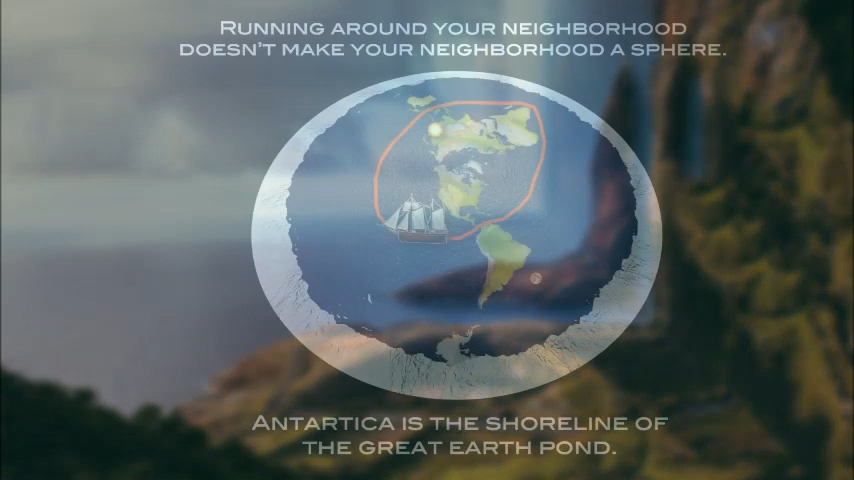 Running around your neighborhood
doesn't make your neighborhood a sphere.
Antartica is the shoreline of
the great earth pond.